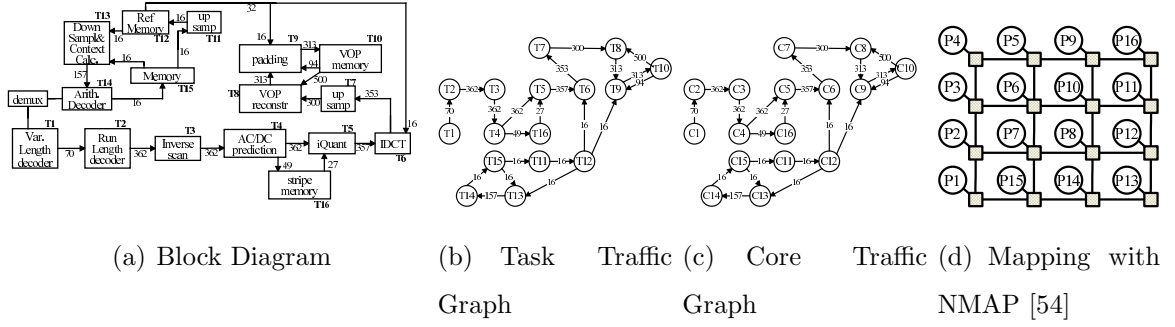 T13
Down
Sampl&
Context
Calc.
Ref
Memory
T12
up
samp
T11
16
16
16
16
32
16
157
T14
Arith.
Decoder
Memory
T15
16
demux
T9
padding
313
94
T10
VOP
memory
313
500
T8
VOP
reconstr
300
T7
up
samp
353
16
T1
Var.
Length
decoder
70
T2
Run
Length
decoder
362
T3
Inverse
scan
362
T4
AC/DC
prediction
362
T5
iQuant
357
IDCT
T6
49
27
stripe
memory
T16
T7 300 T8
500
T10
353 313 313
94
T2 362 T3 T5 357 T6 T9
70 362 362 27
T1 T4 49 T16 16 16
T15 16 T11 16 T12
16 16 16
T14 157 T13
C7 300 C8
500
C10
353 313 313
94
C2 362 C3 C5 357 C6 C9
70 362 362 27
C1 C4 49 C16 16 16
C15 16 C11 16 C12
16 16 16
C14 157 C13
P4 P5 P9 P16
P3 P6 P10 P11
P2 P7 P8 P12
P1 P15 P14 P13
(a) Block Diagram
(b) Task Traffic
Graph
(c) Core Traffic
Graph
(d) Mapping with
NMAP [54]